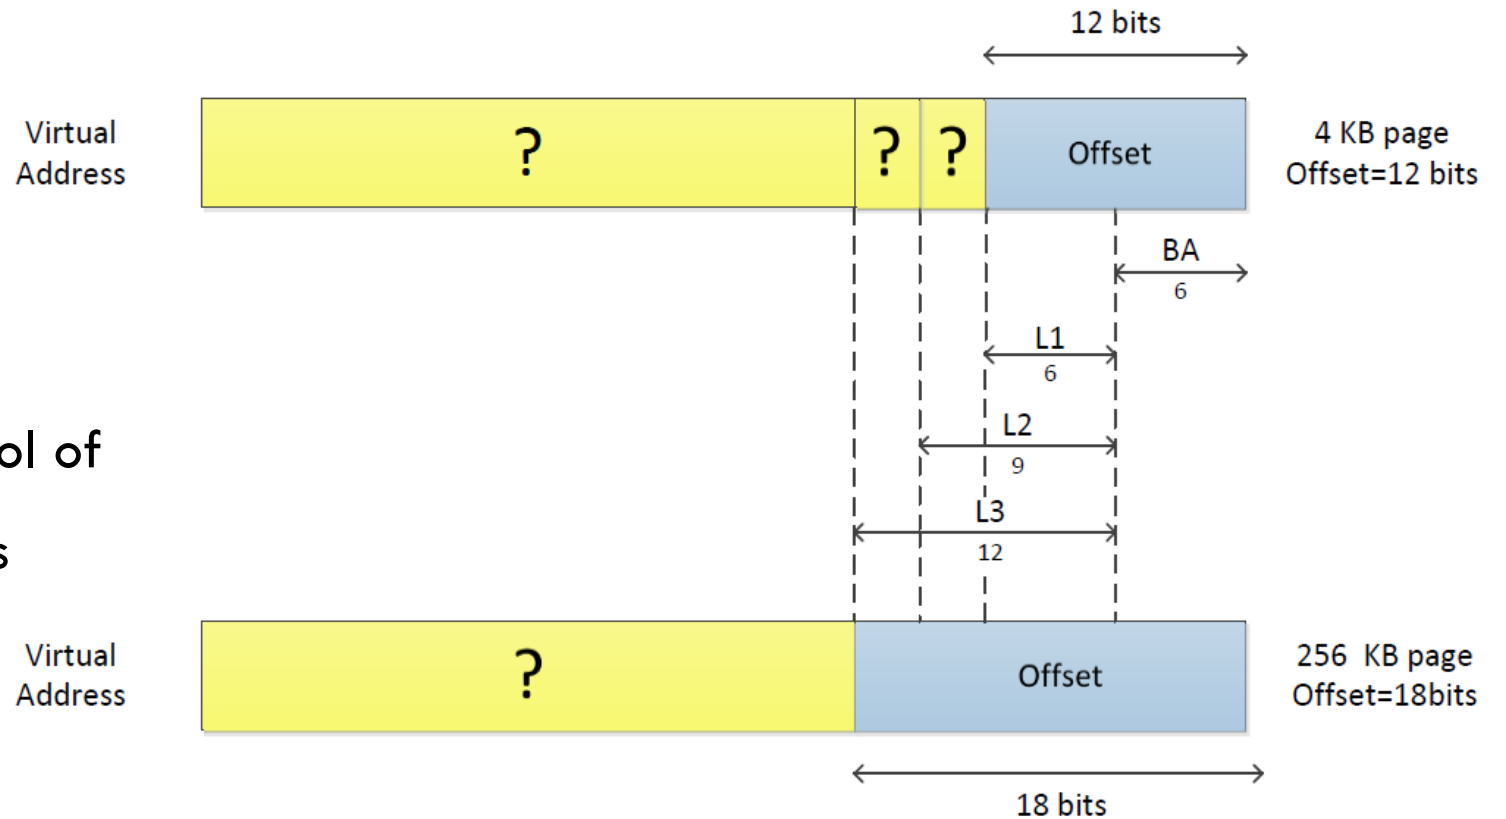 12 bits
Virtual
Address
?
?
?
Offset
4 KB page
Offset=12 bits
BA
6
L1
6
L2
9
ol of
L3
12
s
Virtual
Address
?
Offset
256 KB page
Offset=18bits
18 bits